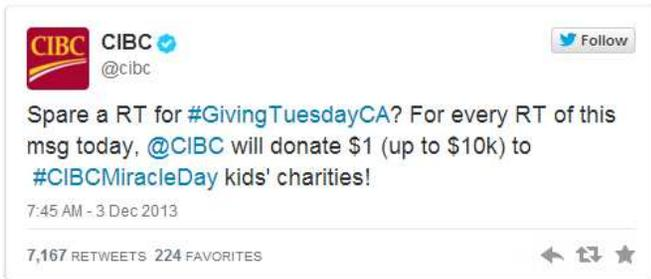 CIBC
CIBC
Follow
@cibc
Spare a RT for #GivingTuesdayCA? For every RT of this
msg today, @CIBC will donate $1 (up to $10k) to
#CIBCMiracleDay kids' charities!
7:45 AM - 3 Dec 2013
7,167 RETWEETS 224 FAVORITES